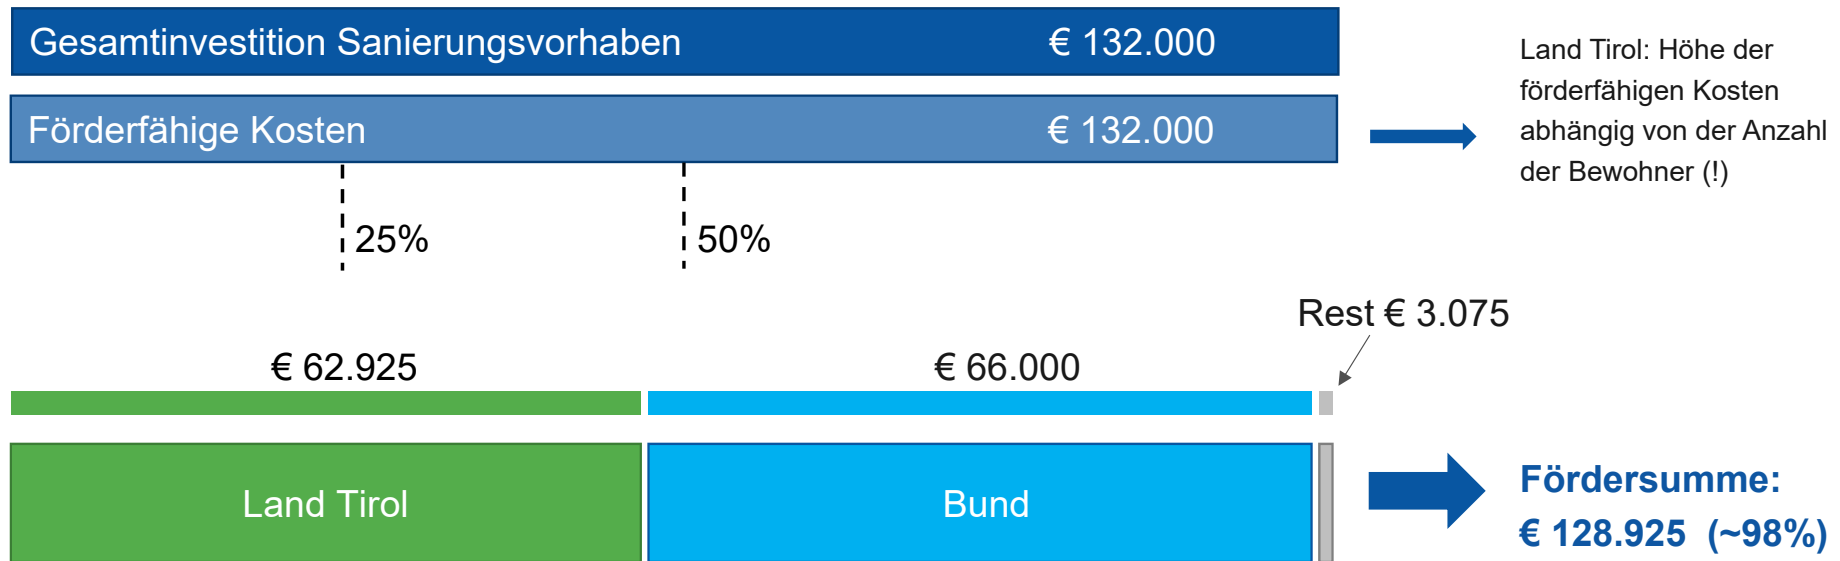 Gesamtinvestition Sanierungsvorhaben € 132.000
Förderfähige Kosten € 132.000
Land Tirol: Höhe der
förderfähigen Kosten
abhängig von der Anzahl
der Bewohner (!)
25% 50%
Rest € 3.075
€ 62.925 € 66.000
Land Tirol Bund
Fördersumme:
€ 128.925 (~98%)